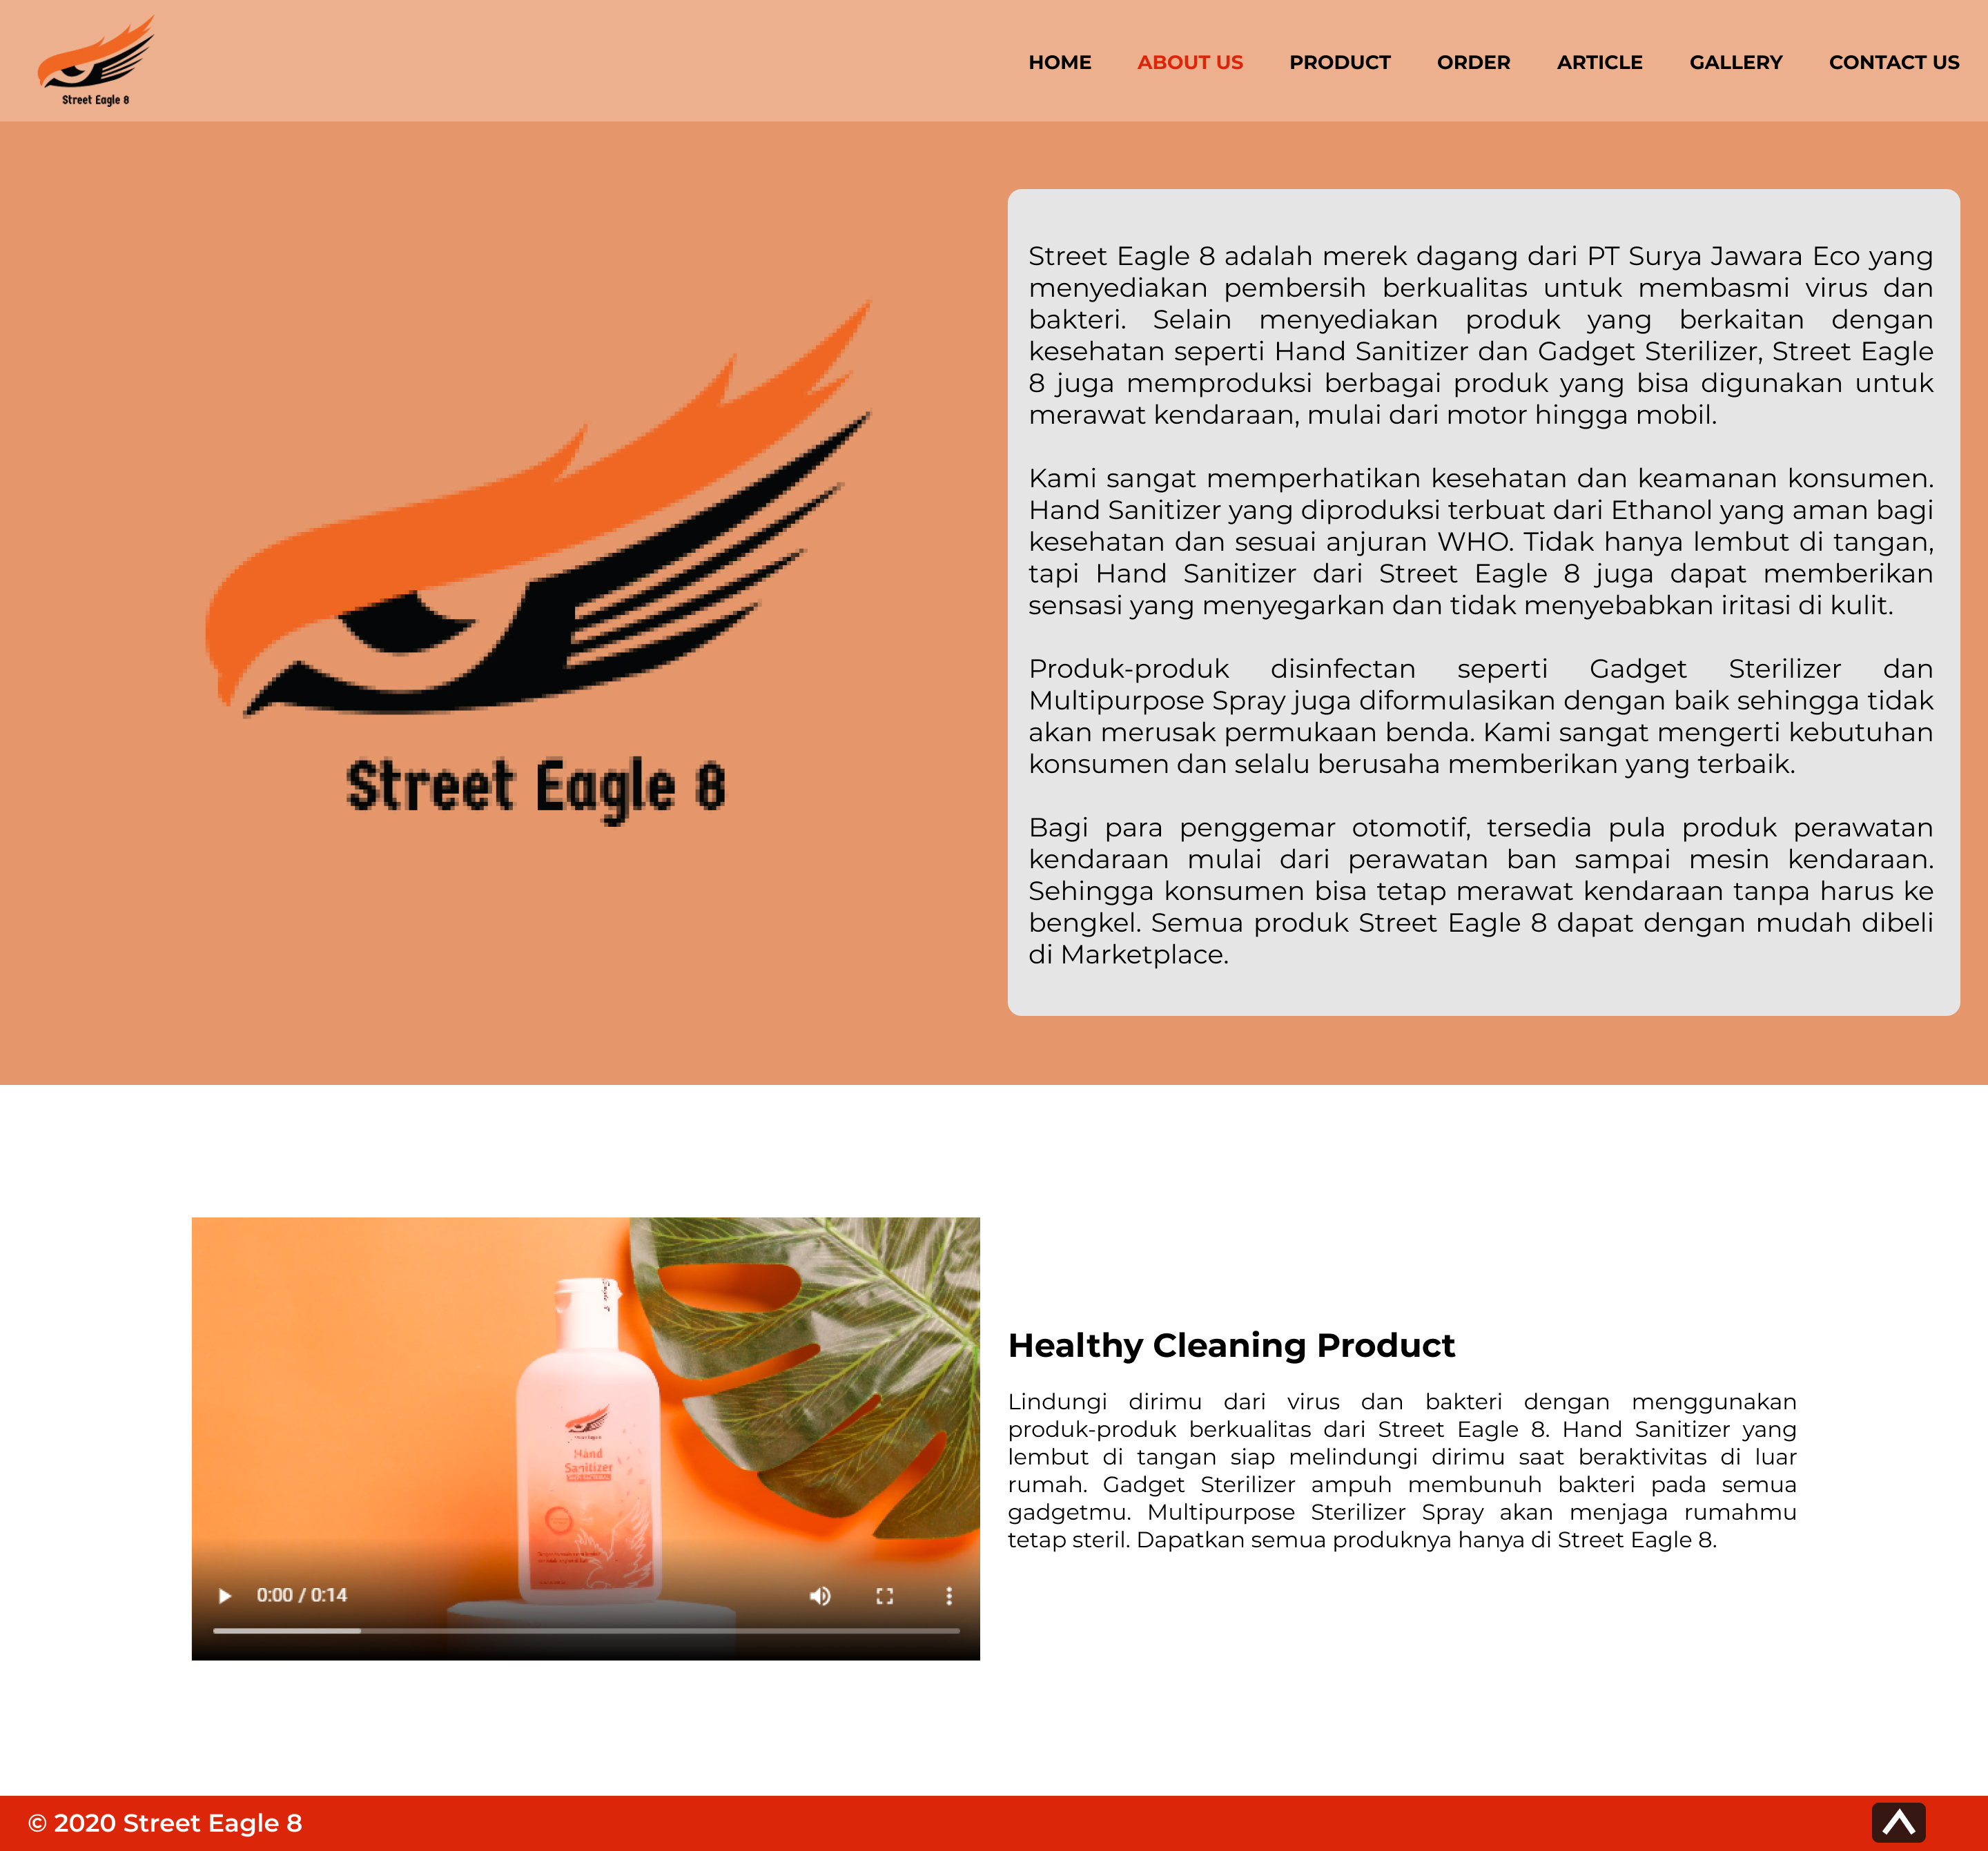 Street Eagle 8
HOME ABOUT US PRODUCT ORDER ARTICLE GALLERY CONTACT US
Street Eagle 8
Street Eagle 8 adalah merek dagang dari PT Surya Jawara Eco yang
menyediakan pembersih berkualitas untuk membasmi virus dan
bakteri. Selain menyediakan produk yang berkaitan dengan
kesehatan seperti Hand Sanitizer dan Gadget Sterilizer, Street Eagle
8 juga memproduksi berbagai produk yang bisa digunakan untuk
merawat kendaraan, mulai dari motor hingga mobil.
Kami sangat memperhatikan kesehatan dan keamanan konsumen.
Hand Sanitizer yang diproduksi terbuat dari Ethanol yang aman bagi
kesehatan dan sesuai anjuran WHO. Tidak hanya lembut di tangan,
tapi Hand Sanitizer dari Street Eagle 8 juga dapat memberikan
sensasi yang menyegarkan dan tidak menyebabkan iritasi di kulit.
Produk-produk disinfectan seperti Gadget Sterilizer dan
Multipurpose Spray juga diformulasikan dengan baik sehingga tidak
akan merusak permukaan benda. Kami sangat mengerti kebutuhan
konsumen dan selalu berusaha memberikan yang terbaik.
Bagi para penggemar otomotif, tersedia pula produk perawatan
kendaraan mulai dari perawatan ban sampai mesin kendaraan.
Sehingga konsumen bisa tetap merawat kendaraan tanpa harus ke
bengkel. Semua produk Street Eagle 8 dapat dengan mudah dibeli
di Marketplace.
Hand
Sanitizer
0:00 / 0:14
Healthy Cleaning Product
Lindungi dirimu dari virus dan bakteri dengan menggunakan
produk-produk berkualitas dari Street Eagle 8. Hand Sanitizer yang
lembut di tangan siap melindungi dirimu saat beraktivitas di luar
rumah. Gadget Sterilizer ampuh membunuh bakteri pada semua
gadgetmu. Multipurpose Sterilizer Spray akan menjaga rumahmu
tetap steril. Dapatkan semua produknya hanya di Street Eagle 8.
© 2020 Street Eagle 8